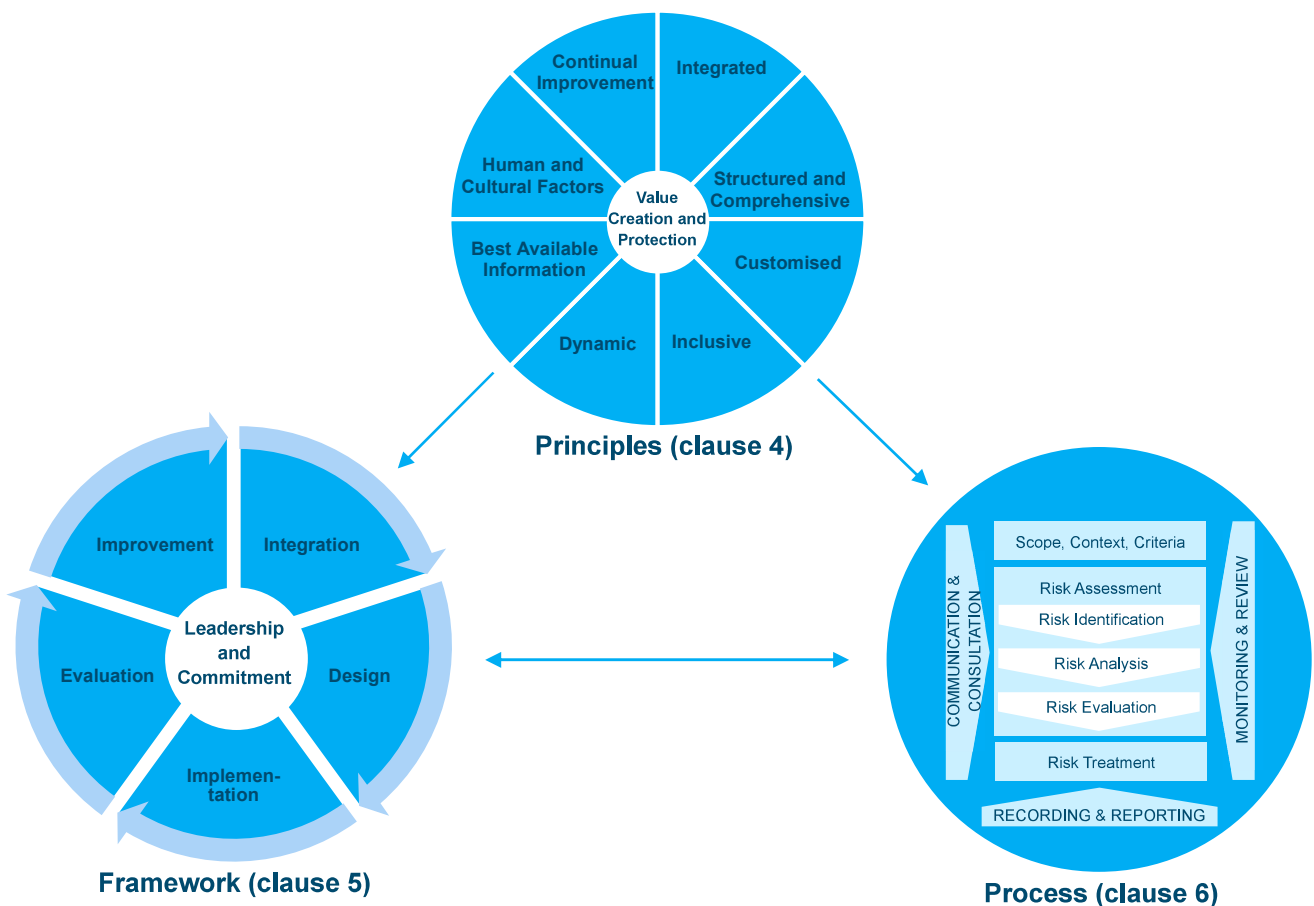 Continual
Improvement
Integrated
Human and
Cultural Factors
Structured and
Comprehensive
Value
Creation and
Protection
Best Available
Information
Customised
Dynamic
Inclusive
Principles (clause 4)
Improvement
Integration
Leadership
and
Commitment
Evaluation
Design
Implemen-
tation
Framework (clause 5)
COMMUNICATION &
CONSULTATION
Scope, Context, Criteria
Risk Assessment
Risk Identification
Risk Analysis
Risk Evaluation
Risk Treatment
MONITORING & REVIEW
RECORDING & REPORTING
Process (clause 6)